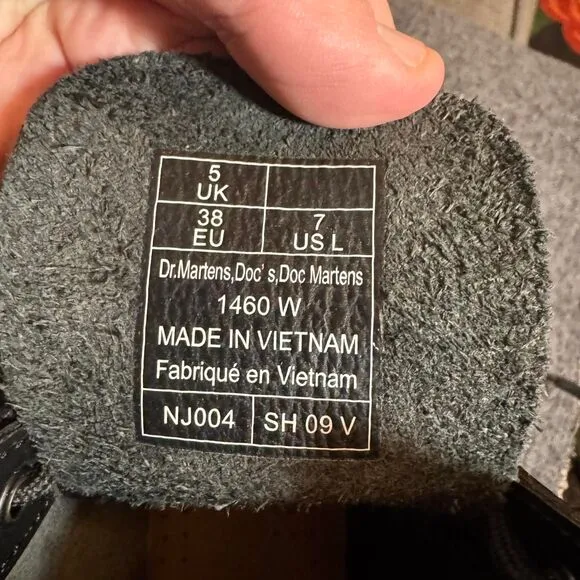 5
UK
38
EU
7
US L
Dr.Martens,Doc's,Doc Martens
1460 W
MADE IN VIETNAM
Fabriqué en Vietnam
NJ004
SH 09 V